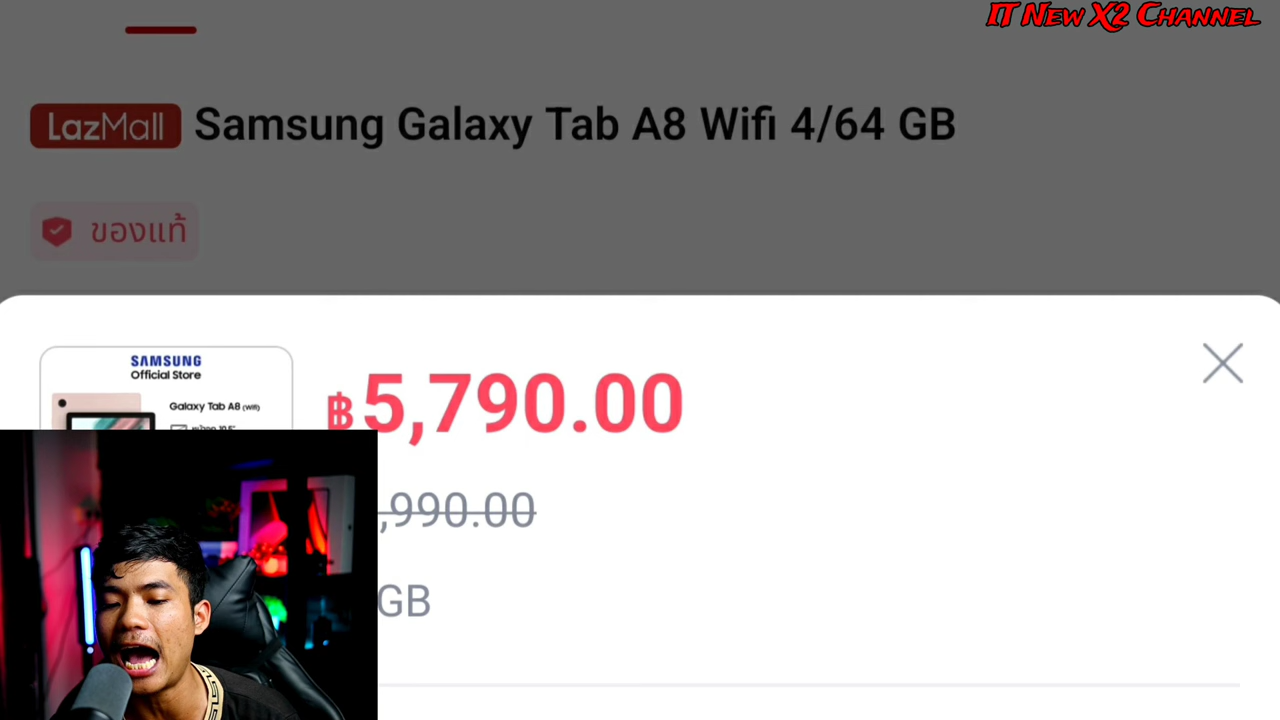 IT New X2 Channel
LazMall Samsung Galaxy Tab A8 Wifi 4/64 GB
ของแท้
SAMSUNG
Official Store
Galaxy Tab A8 (Wifi)
฿5,790.00
,990.00
GB